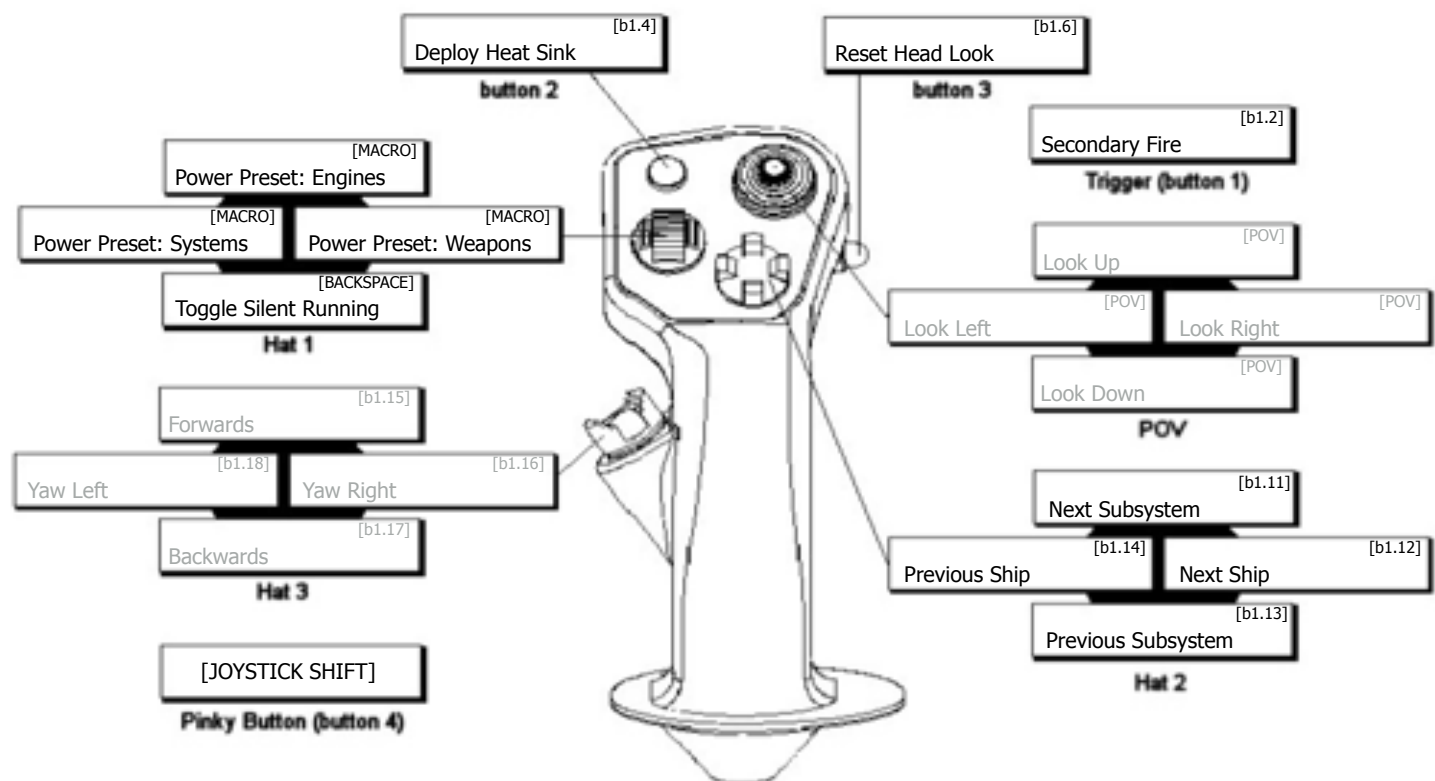 [b1.4]
Deploy Heat Sink
button 2
[b1.6]
Reset Head Look
button 3
[b1.2]
Secondary Fire
Trigger (button 1)
[MACRO]
Power Preset: Engines
[MACRO]
Power Preset: Systems
[MACRO]
Power Preset: Weapons
[BACKSPACE]
Toggle Silent Running
Hat 1
[POV]
Look Up
[POV]
Look Left
[POV]
Look Right
[POV]
Look Down
POV
[b1.15]
Forwards
[b1.18]
Yaw Left
[b1.16]
Yaw Right
[b1.17]
Backwards
Hat 3
[b1.11]
Next Subsystem
[b1.14]
Previous Ship
[b1.12]
Next Ship
[b1.13]
Previous Subsystem
Hat 2
[JOYSTICK SHIFT]
Pinky Button (button 4)